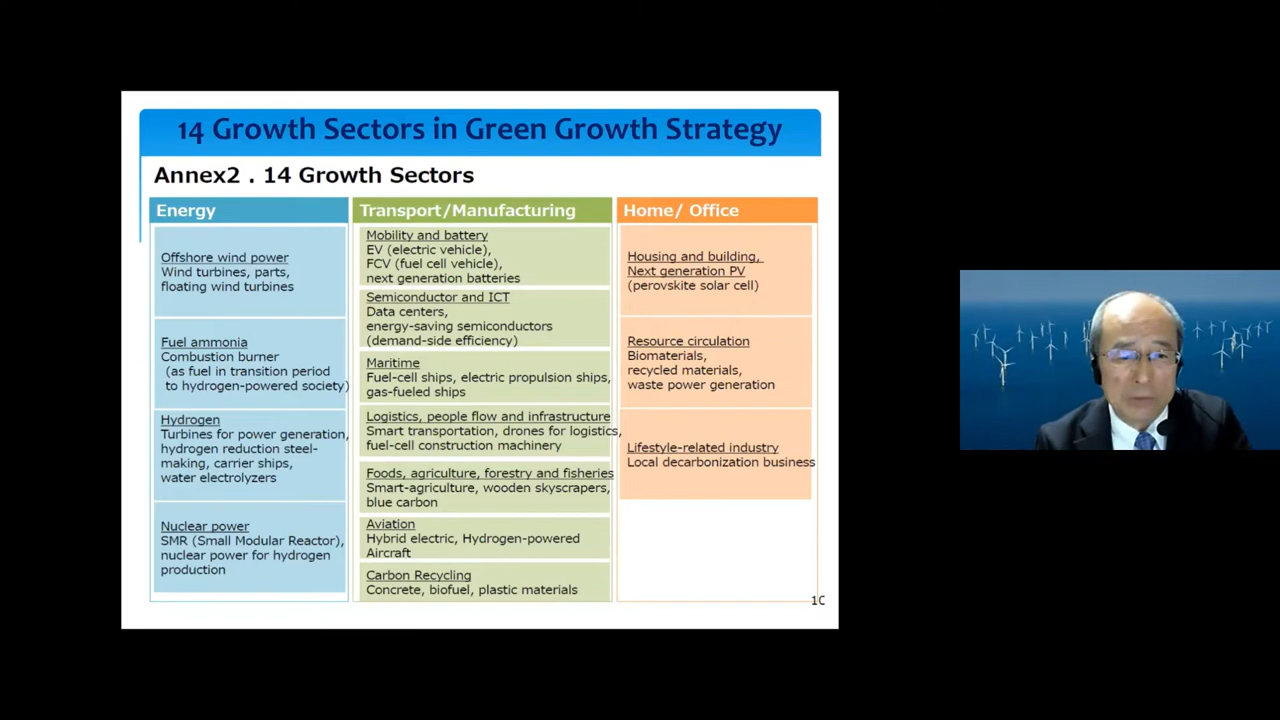 14 Growth Sectors in Green Growth Strategy
Annex2 . 14 Growth Sectors
Energy
Offshore wind power
Wind turbines, parts,
floating wind turbines
Fuel ammonia
Combustion burner
(as fuel in transition period
to hydrogen-powered society)
Hydrogen
Turbines for power generation,
hydrogen reduction steel-
making, carrier ships,
water electrolyzers
Nuclear power
SMR (Small Modular Reactor),
nuclear power for hydrogen
production
Transport/Manufacturing
Mobility and battery
EV (electric vehicle),
FCV (fuel cell vehicle),
next generation batteries
Semiconductor and ICT
Data centers,
energy-saving semiconductors
(demand-side efficiency)
Maritime
Fuel-cell ships, electric propulsion ships,
gas-fueled ships
Logistics, people flow and infrastructure
Smart transportation, drones for logistics,
fuel-cell construction machinery
Foods, agriculture, forestry and fisheries
Smart-agriculture, wooden skyscrapers,
blue carbon
Aviation
Hybrid electric, Hydrogen-powered
Aircraft
Carbon Recycling
Concrete, biofuel, plastic materials
Home/ Office
Housing and building,
Next generation PV
(perovskite solar cell)
Resource circulation
Biomaterials,
recycled materials,
waste power generation
Lifestyle-related industry
Local decarbonization business